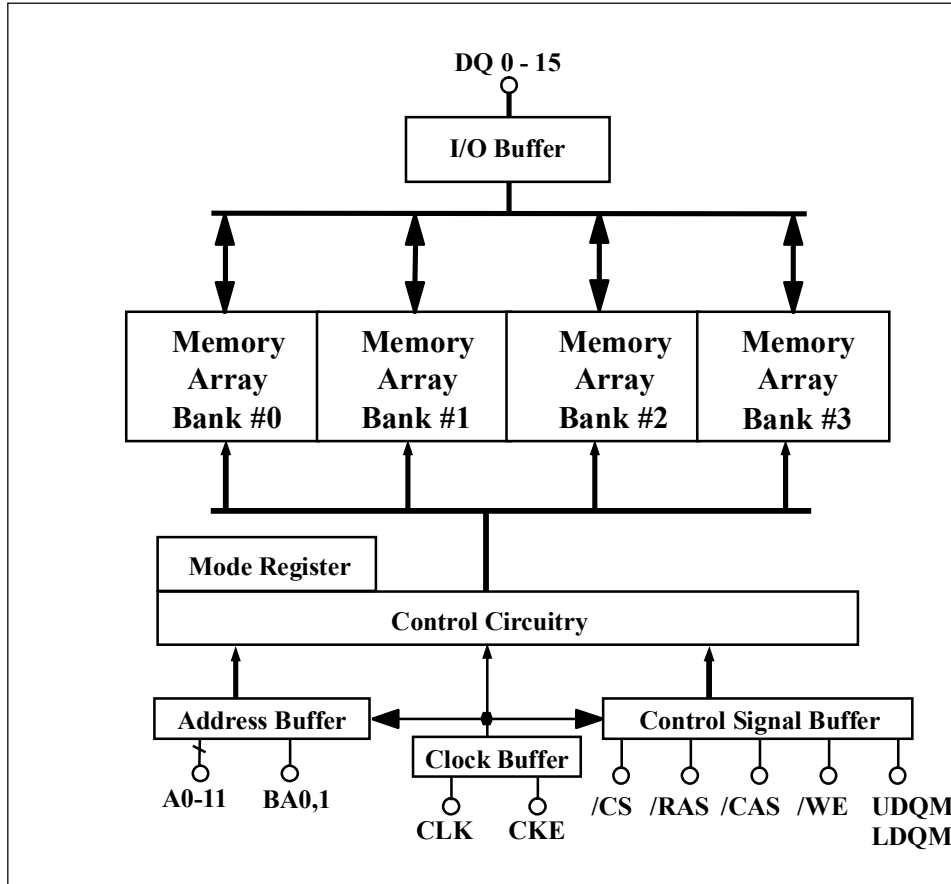 DQ 0 - 15
I/O Buffer
Memory
Array
Bank #0
Memory
Array
Bank #1
Memory
Array
Bank #2
Memory
Array
Bank #3
Mode Register
Control Circuitry
Address Buffer
Clock Buffer
Control Signal Buffer
A0-11
BA0,1
CLK
CKE
/CS
/RAS
/CAS
/WE
UDQM
LDQM